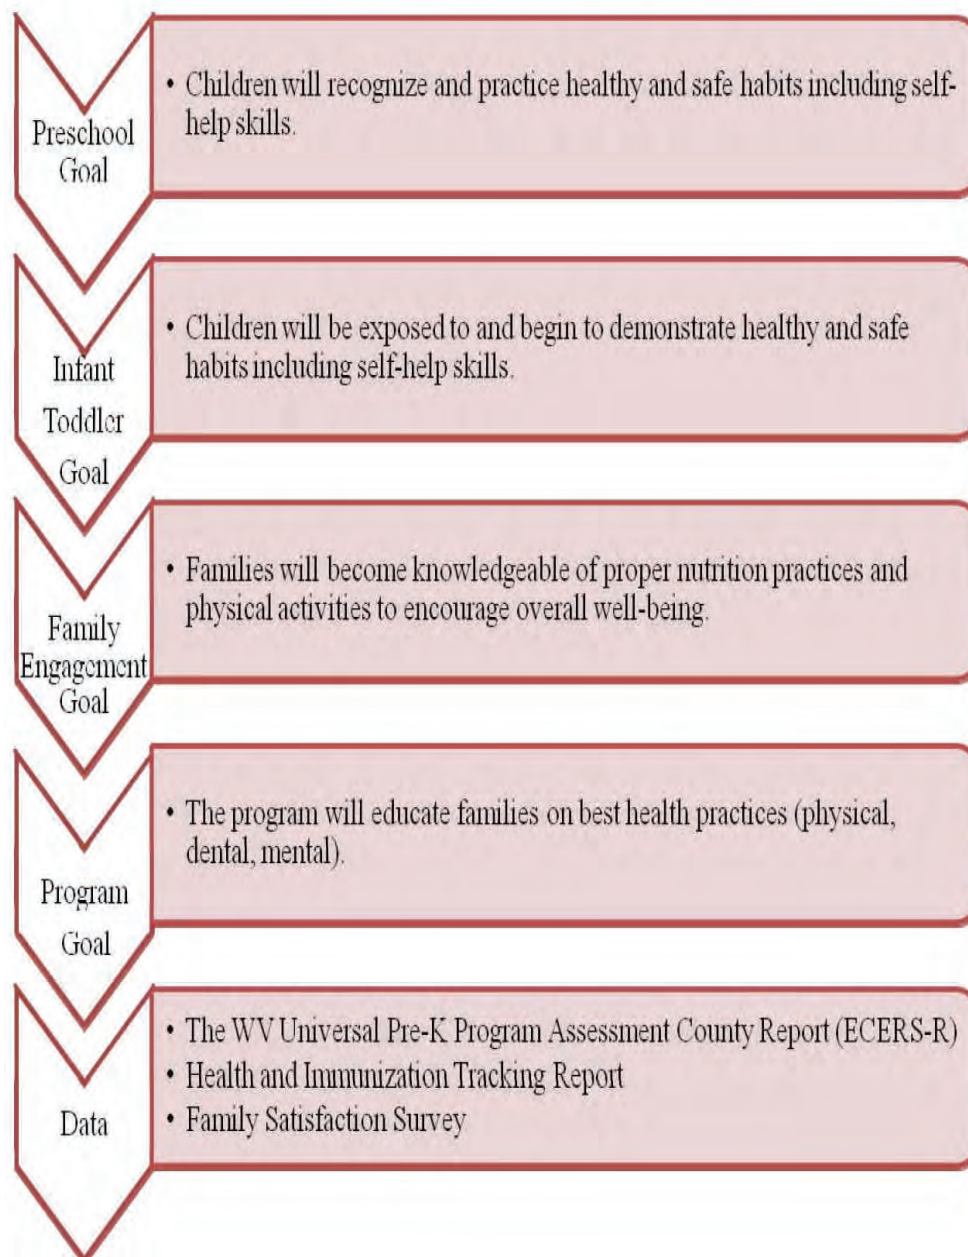 Preschool
Goal
• Children will recognize and practice healthy and safe habits including self-
help skills.
Infant
Toddler
Goal
• Children will be exposed to and begin to demonstrate healthy and safe
habits including self-help skills.
Family
Engagement
Goal
• Families will become knowledgeable of proper nutrition practices and
physical activities to encourage overall well-being.
Program
Goal
• The program will educate families on best health practices (physical,
dental, mental).
Data
• The WV Universal Pre-K Program Assessment County Report (ECERS-R)
• Health and Immunization Tracking Report
• Family Satisfaction Survey